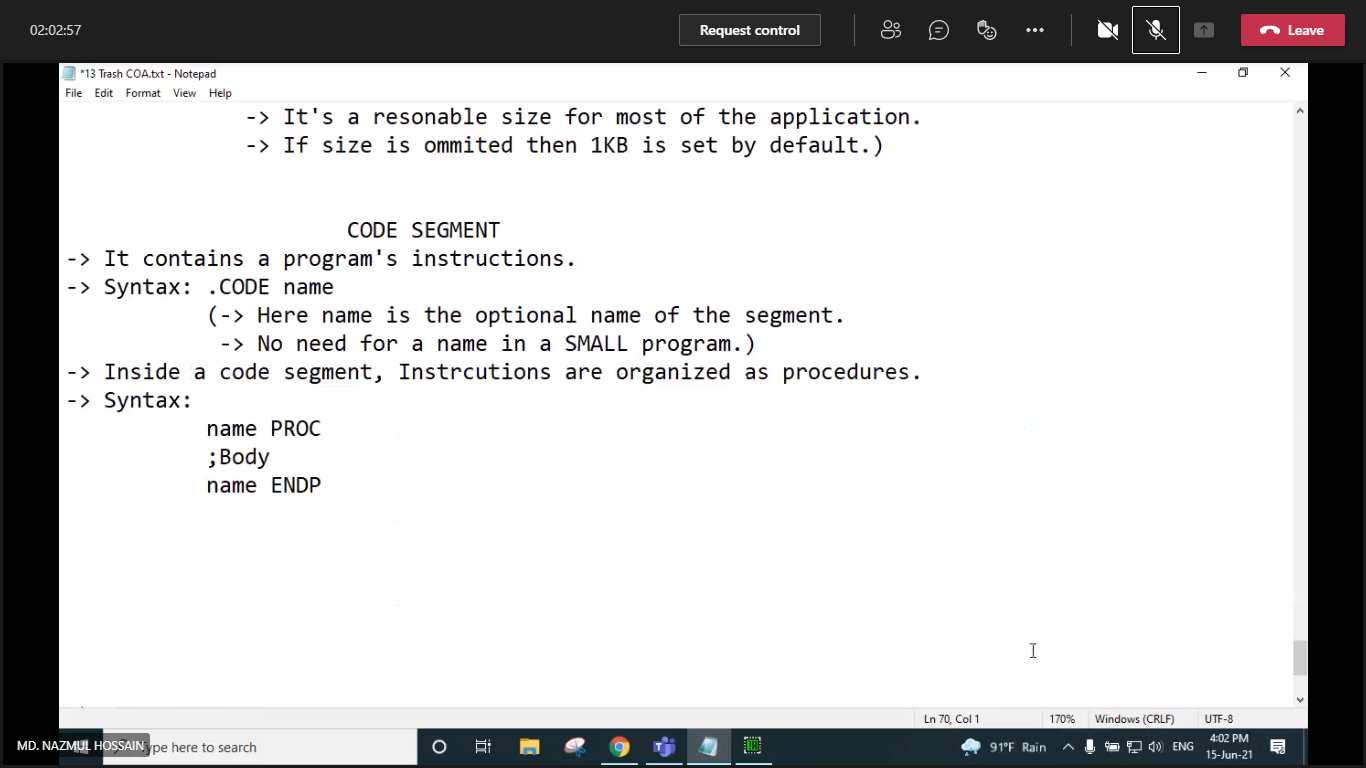 02:02:57
Request control
Leave
*13 Trash COA.txt - Notepad
File Edit Format View Help
-> It's a resonable size for most of the application.
-> If size is ommited then 1KB is set by default.)
CODE SEGMENT
-> It contains a program's instructions.
-> Syntax: .CODE name
(-> Here name is the optional name of the segment.
-> No need for a name in a SMALL program.)
-> Inside a code segment, Instrcutions are organized as procedures.
-> Syntax:
name PROC
;Body
name ENDP
Ln 70, Col 1 170% Windows (CRLF) UTF-8
MD. NAZMUL HOSSAIN
ype here to search
91°F Rain
ENG
4:02 PM
15-Jun-21